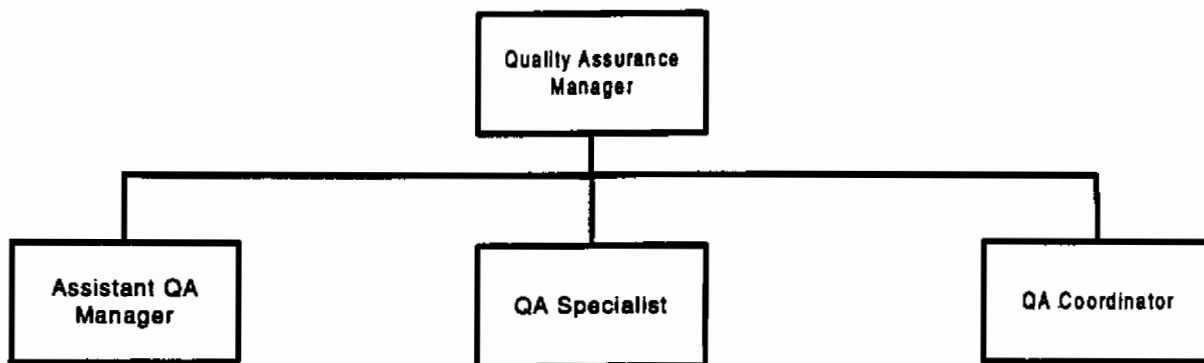 Quality Assurance
Manager
Assistant QA
Manager
QA Specialist
QA Coordinator